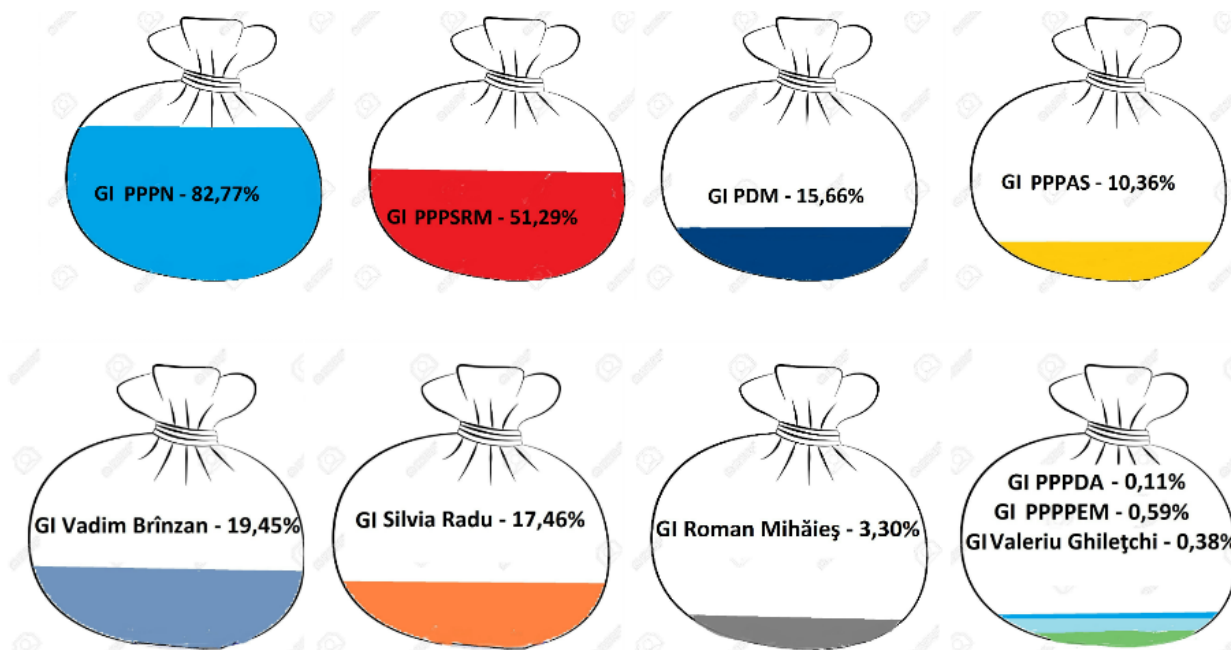 GI PPPN - 82,77%
GI PPPSRM - 51,29%
GI PDM - 15,66%
GI PPPAS - 10,36%
GI Vadim Brînzan - 19,45%
GI Silvia Radu - 17,46%
GI Roman Mihăieş - 3,30%
GI PPPDA - 0,11%
GI PPPPEM - 0,59%
GI Valeriu Ghileţchi - 0,38%